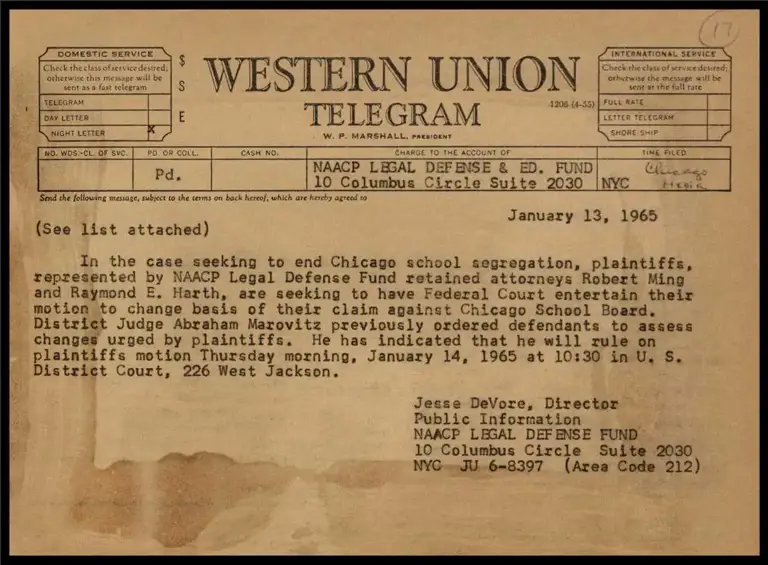 17
DOMESTIC SERVICE
Check the class of service desired;
otherwise this message will be
sent as a fast telegram
TELEGRAM
DAY LETTER
NIGHT LETTER X
$
S
E
WESTERN UNION
TELEGRAM
W. P. MARSHALL, PRESIDENT
1206 (4-55)
INTERNATIONAL SERVICE
Check the class of service desired;
otherwise the message will be
sent at the full rate
FULL RATE
LETTER TELEGRAM
SHORE-SHIP
NO. WDS.-CL. OF SVC. PD. OR COLL. CASH NO. CHARGE TO THE ACCOUNT OF TIME FILED
Pd. NAACP LEGAL DEFENSE & ED. FUND Chicago
10 Columbus Circle Suite 2030 NYC
Send the following message, subject to the terms on back hereof, which are hereby agreed to
January 13, 1965
(See list attached)
In the case seeking to end Chicago school segregation, plaintiffs,
represented by NAACP Legal Defense Fund retained attorneys Robert Ming
and Raymond E. Harth, are seeking to have Federal Court entertain their
motion to change basis of their claim against Chicago School Board.
District Judge Abraham Marovitz previously ordered defendants to assess
changes urged by plaintiffs. He has indicated that he will rule on
plaintiffs motion Thursday morning, January 14, 1965 at 10:30 in U. S.
District Court, 226 West Jackson.
Jesse DeVore, Director
Public Information
NAACP LEGAL DEFENSE FUND
10 Columbus Circle Suite 2030
NYC JU 6-8397 (Area Code 212)